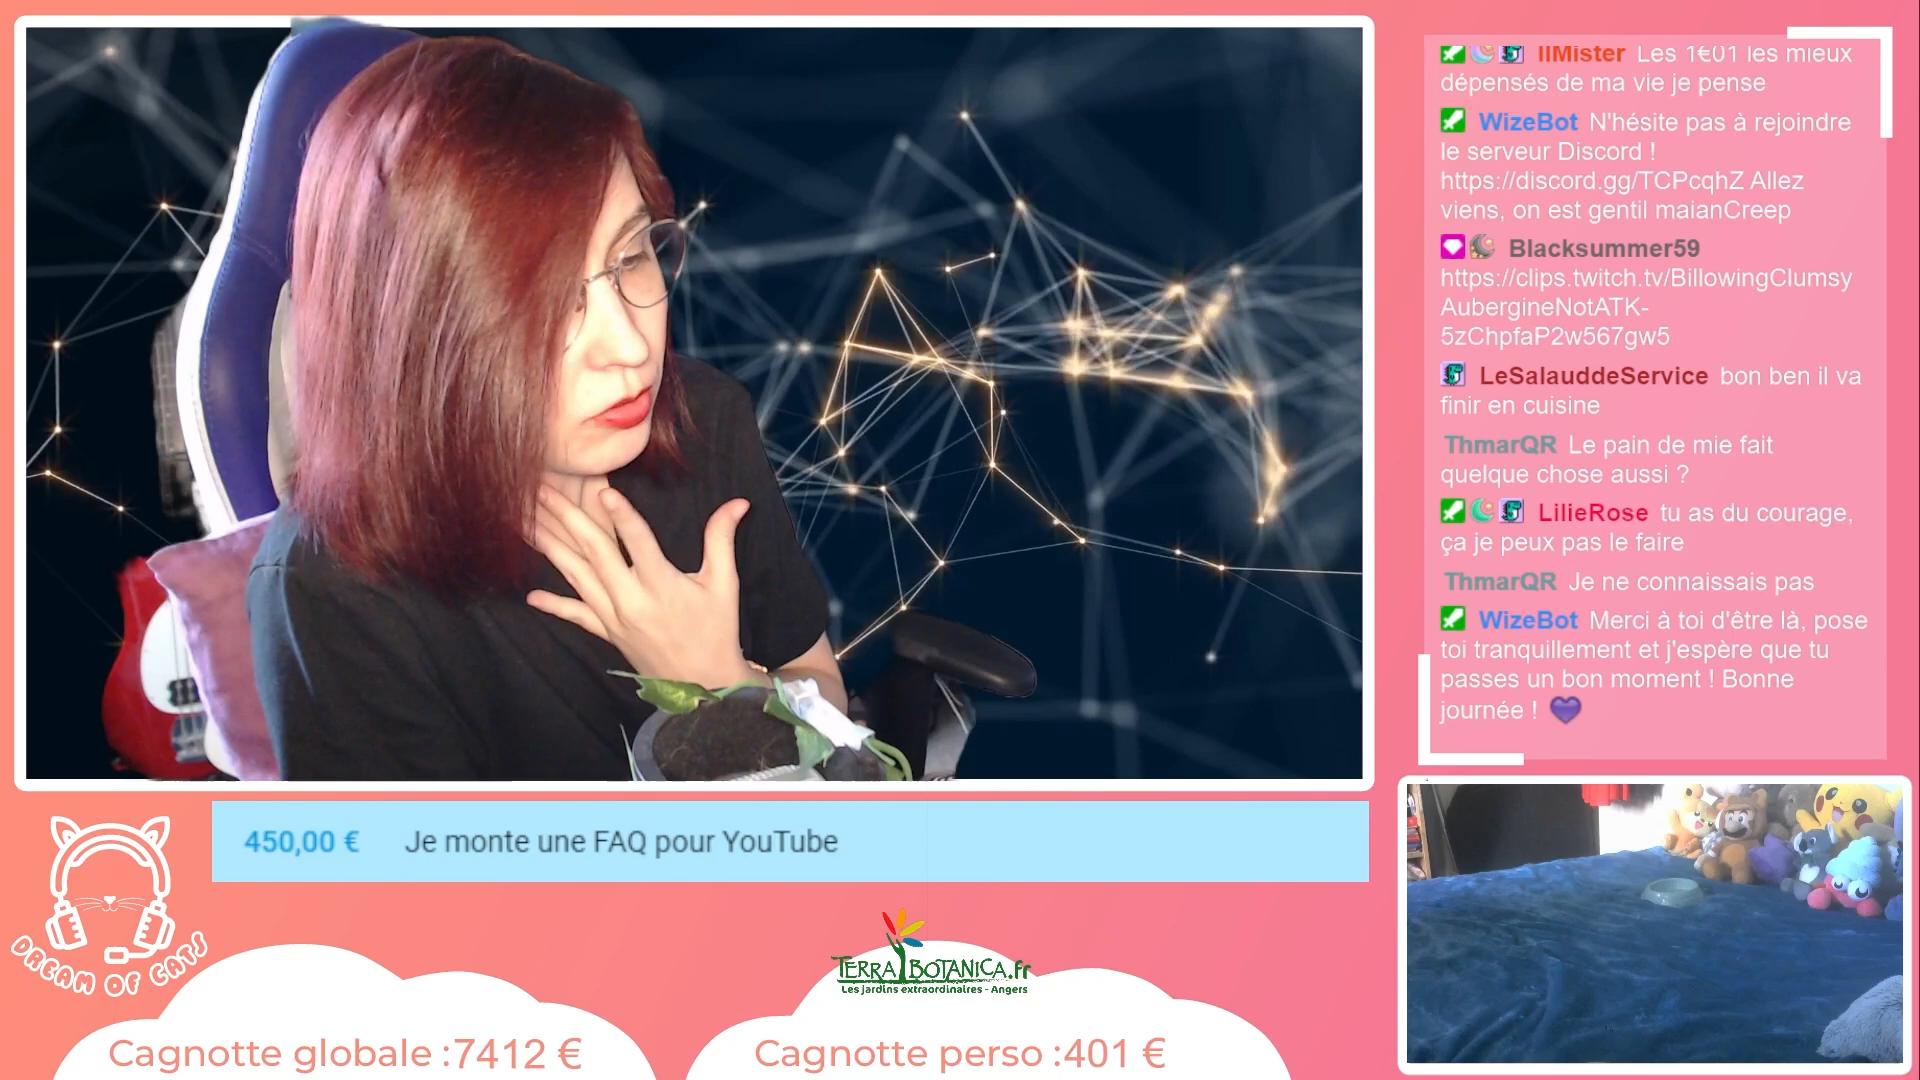 IlMister Les 1€01 les mieux
dépensés de ma vie je pense
WizeBot N'hésite pas à rejoindre
le serveur Discord !
https://discord.gg/TCPcqhZ Allez
viens, on est gentil maianCreep
Blacksummer59
https://clips.twitch.tv/BillowingClumsy
AubergineNotATK-
5zChpfaP2w567gw5
LeSalauddeService bon ben il va
finir en cuisine
ThmarQR Le pain de mie fait
quelque chose aussi ?
LilieRose tu as du courage,
ça je peux pas le faire
ThmarQR Je ne connaissais pas
WizeBot Merci à toi d'être là, pose
toi tranquillement et j'espère que tu
passes un bon moment ! Bonne
journée !
450,00 € Je monte une FAQ pour YouTube
DREAM OF CATS
TERRA BOTANICA.fr
Les jardins extraordinaires - Angers
Cagnotte globale :7412 €
Cagnotte perso :401 €